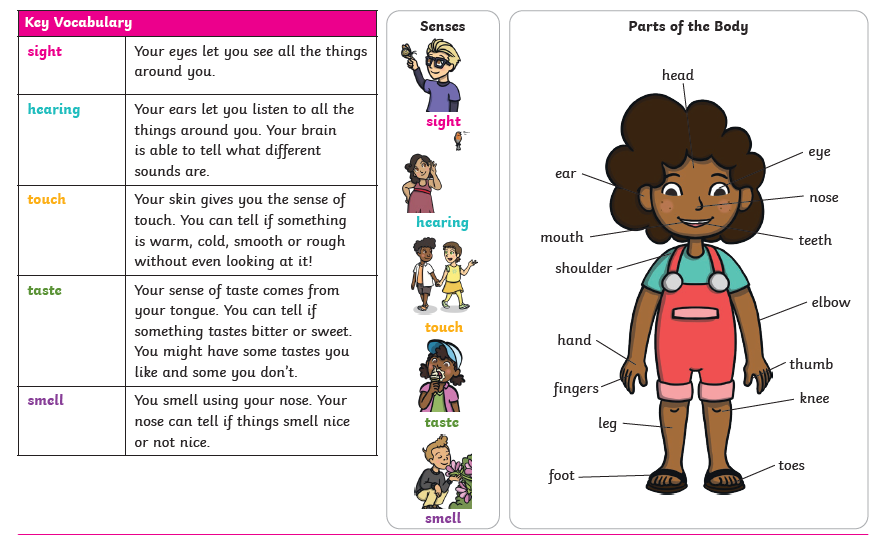 Key Vocabulary
sight
Your eyes let you see all the things
around you.
hearing
Your ears let you listen to all the
things around you. Your brain
is able to tell what different
sounds are.
touch
Your skin gives you the sense of
touch. You can tell if something
is warm, cold, smooth or rough
without even looking at it!
taste
Your sense of taste comes from
your tongue. You can tell if
something tastes bitter or sweet.
You might have some tastes you
like and some you don't.
smell
You smell using your nose. Your
nose can tell if things smell nice
or not nice.
Senses
sight
hearing
touch
taste
smell
Parts of the Body
head
eye
ear
nose
mouth
teeth
shoulder
elbow
hand
thumb
fingers
knee
leg
toes
foot